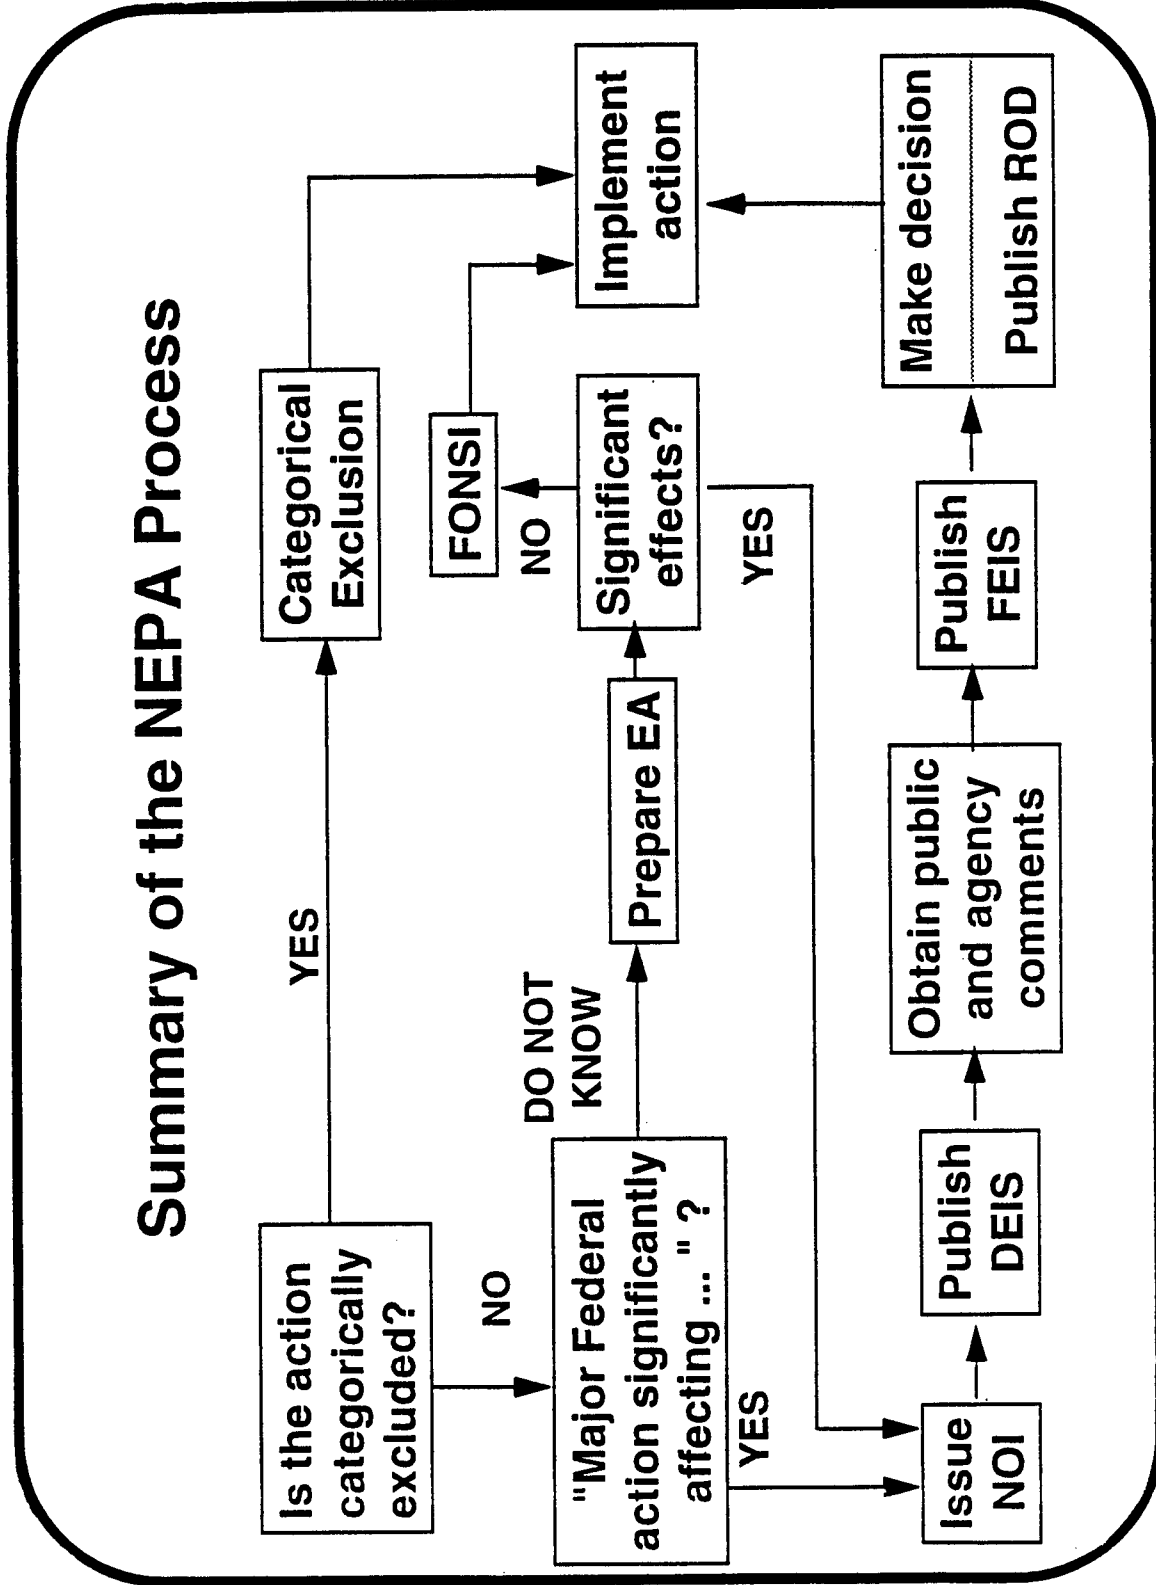 Summary of the NEPA Process
Is the action
categorically
excluded?
YES
Categorical
Exclusion
NO
"Major Federal
action significantly
affecting ... " ?
DO NOT
KNOW
Prepare EA
Significant
effects?
NO
FONSI
Implement
action
YES
YES
Issue
NOI
Publish
DEIS
Obtain public
and agency
comments
Publish
FEIS
Make decision
Publish ROD